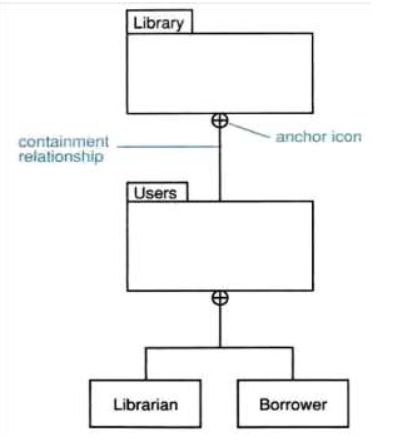 Library
anchor icon
containment
relationship
Users
Librarian
Borrower